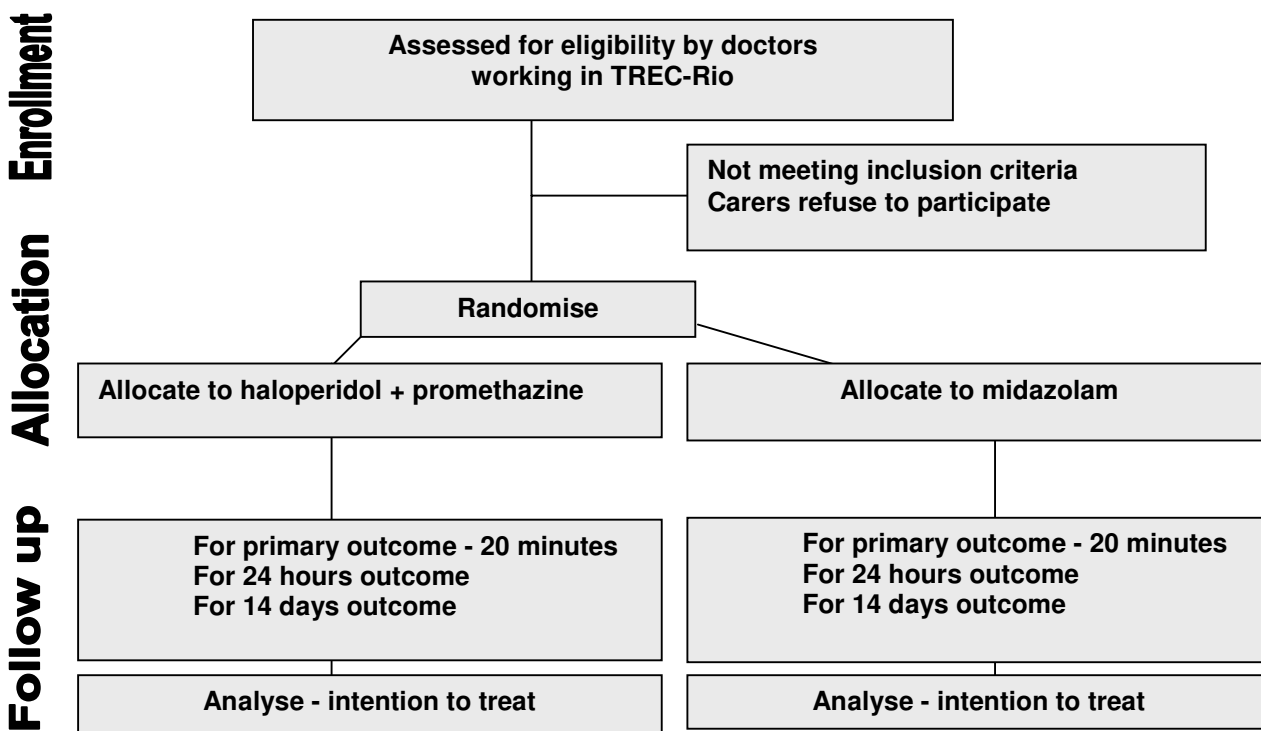 Enrollment
Assessed for eligibility by doctors
working in TREC-Rio
Not meeting inclusion criteria
Carers refuse to participate
Allocation
Randomise
Allocate to haloperidol + promethazine
Allocate to midazolam
Follow up
For primary outcome - 20 minutes
For 24 hours outcome
For 14 days outcome
For primary outcome - 20 minutes
For 24 hours outcome
For 14 days outcome
Analyse - intention to treat
Analyse - intention to treat